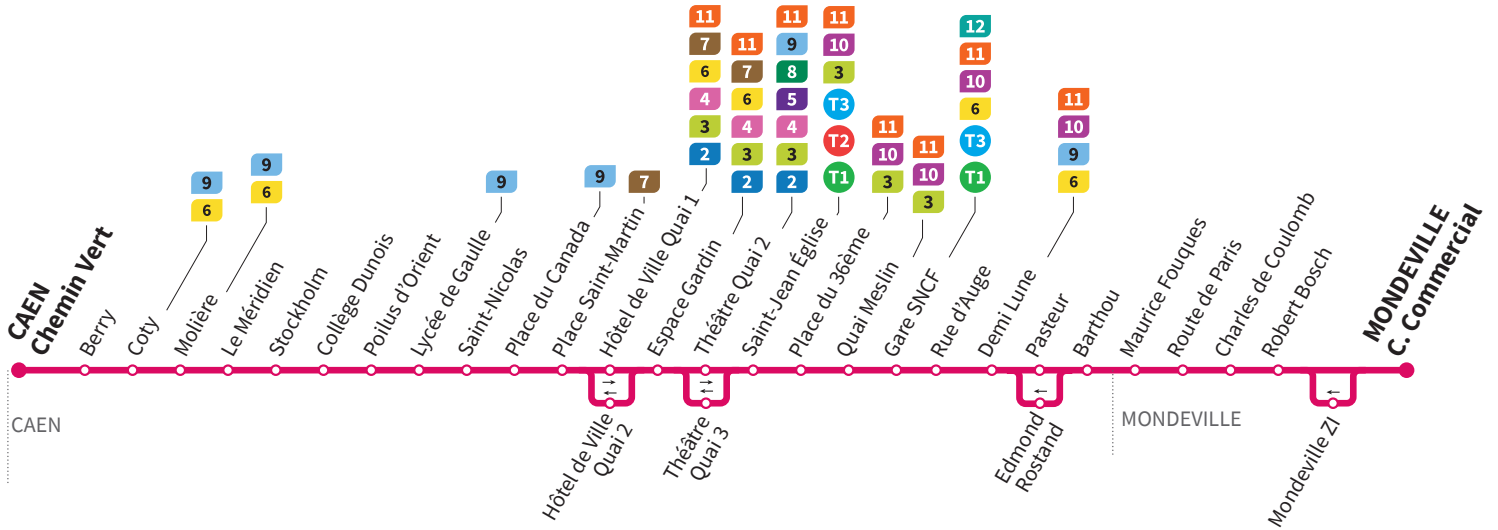 CAEN
Chemin Vert
Berry
Coty
9
6
Molière
9
6
Le Méridien
Stockholm
Collège Dunois
Poilus d'Orient
Lycée de Gaulle
9
Saint-Nicolas
Place du Canada
9
Place Saint-Martin
7
Hôtel de Ville Quai 1
11
7
6
4
3
2
Espace Gardin
11
7
6
4
3
2
Théâtre Quai 2
11
9
8
5
4
3
2
Saint-Jean Église
11
10
3
T3
T2
T1
Place du 36ème
11
10
3
Quai Meslin
11
10
3
Gare SNCF
12
11
10
6
T3
T1
Rue d'Auge
Demi Lune
11
10
9
6
Pasteur
Barthou
Maurice Fouques
Route de Paris
Charles de Coulomb
Robert Bosch
MONDEVILLE
C. Commercial
Hôtel de Ville
Quai 2
Théâtre
Quai 3
Edmond
Rostand
Mondeville ZI
CAEN
MONDEVILLE